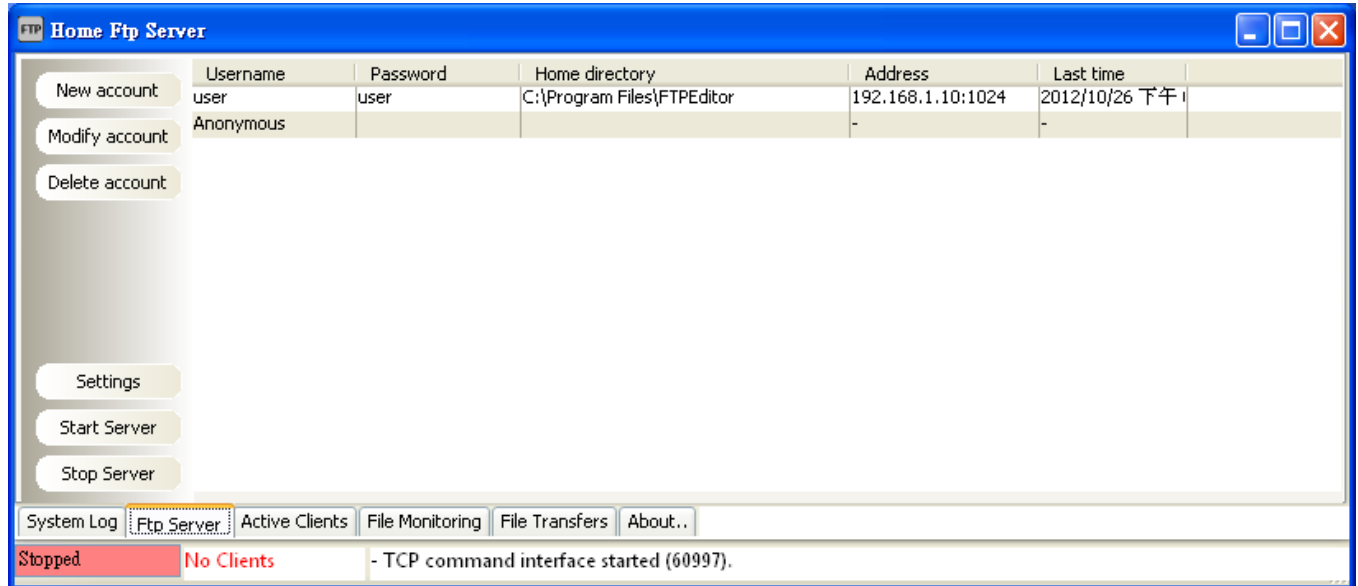 FTP Home Ftp Server
New account
Modify account
Delete account
Settings
Start Server
Stop Server
Username Password Home directory Address Last time
user user C:\Program Files\FTPEditor 192.168.1.10:1024 2012/10/26 下午
Anonymous - -
System Log Ftp Server Active Clients File Monitoring File Transfers About..
Stopped No Clients - TCP command interface started (60997).